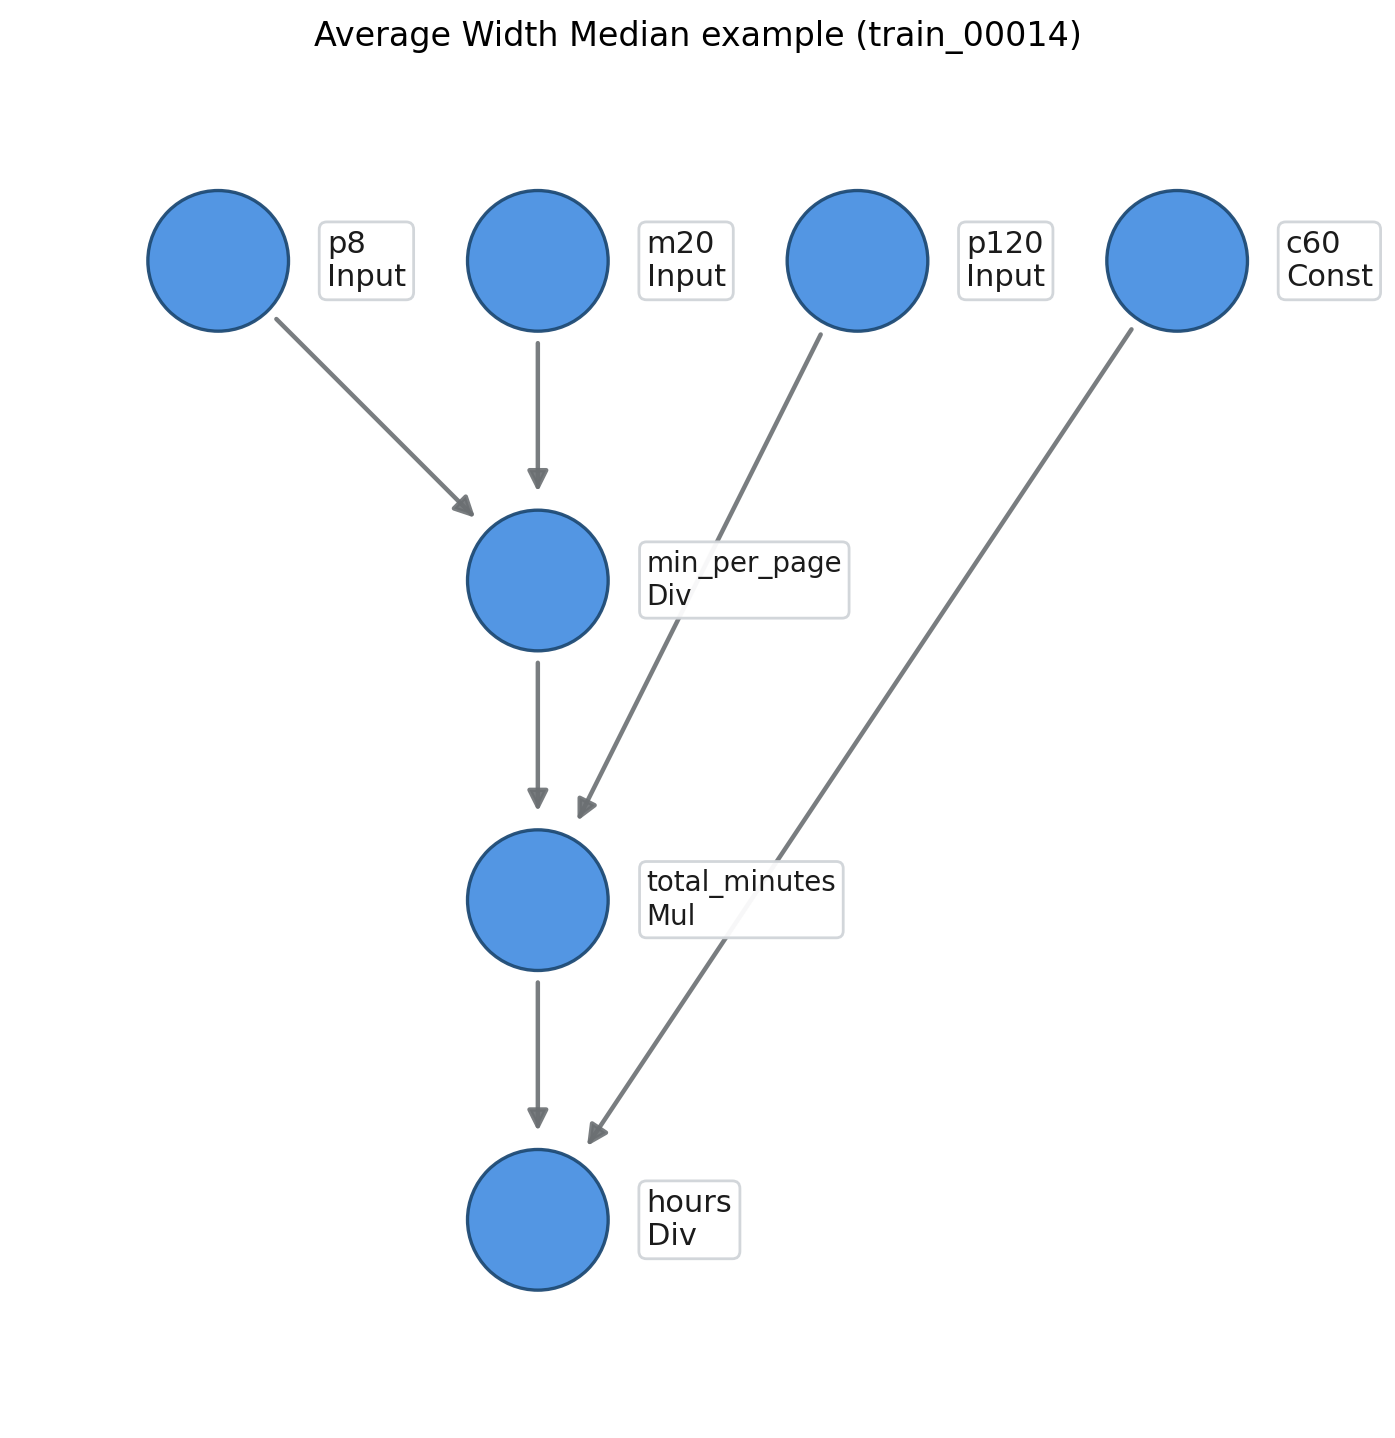 Average Width Median example (train_00014)
p8
Input
m20
Input
p120
Input
c60
Const
min_per_page
Div
total_minutes
Mul
hours
Div